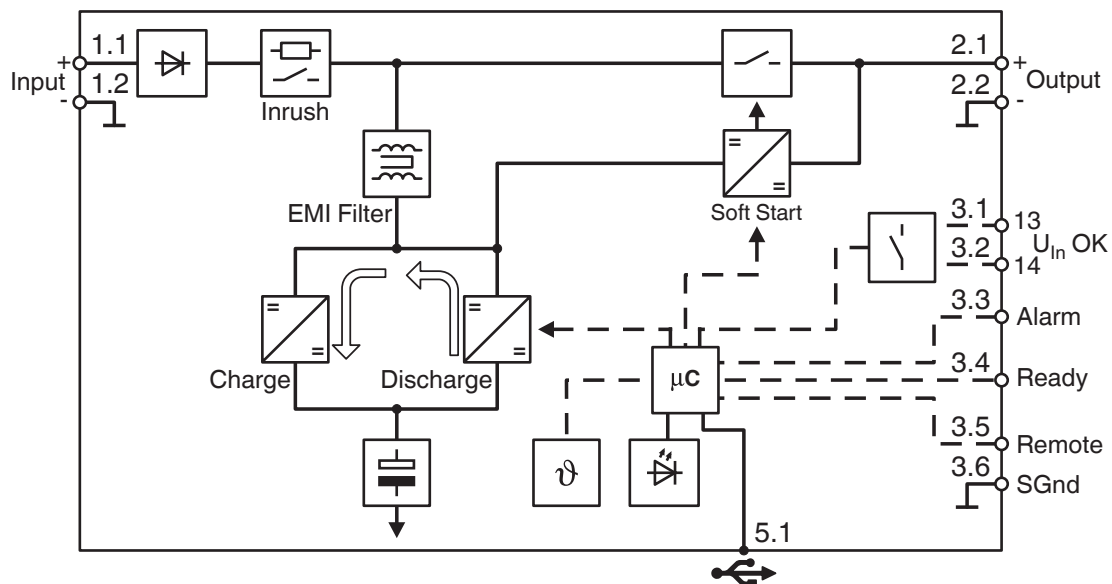 1.1
2.1
+
+
Input
1.2
2.2
Output
-
-
Inrush
=
=
EMI Filter
Soft Start
3.1
13
U_In OK
3.2
14
=
=
=
=
3.3
Alarm
Charge
Discharge
µC
3.4
Ready
3.5
Remote
ϑ
3.6
SGnd
5.1